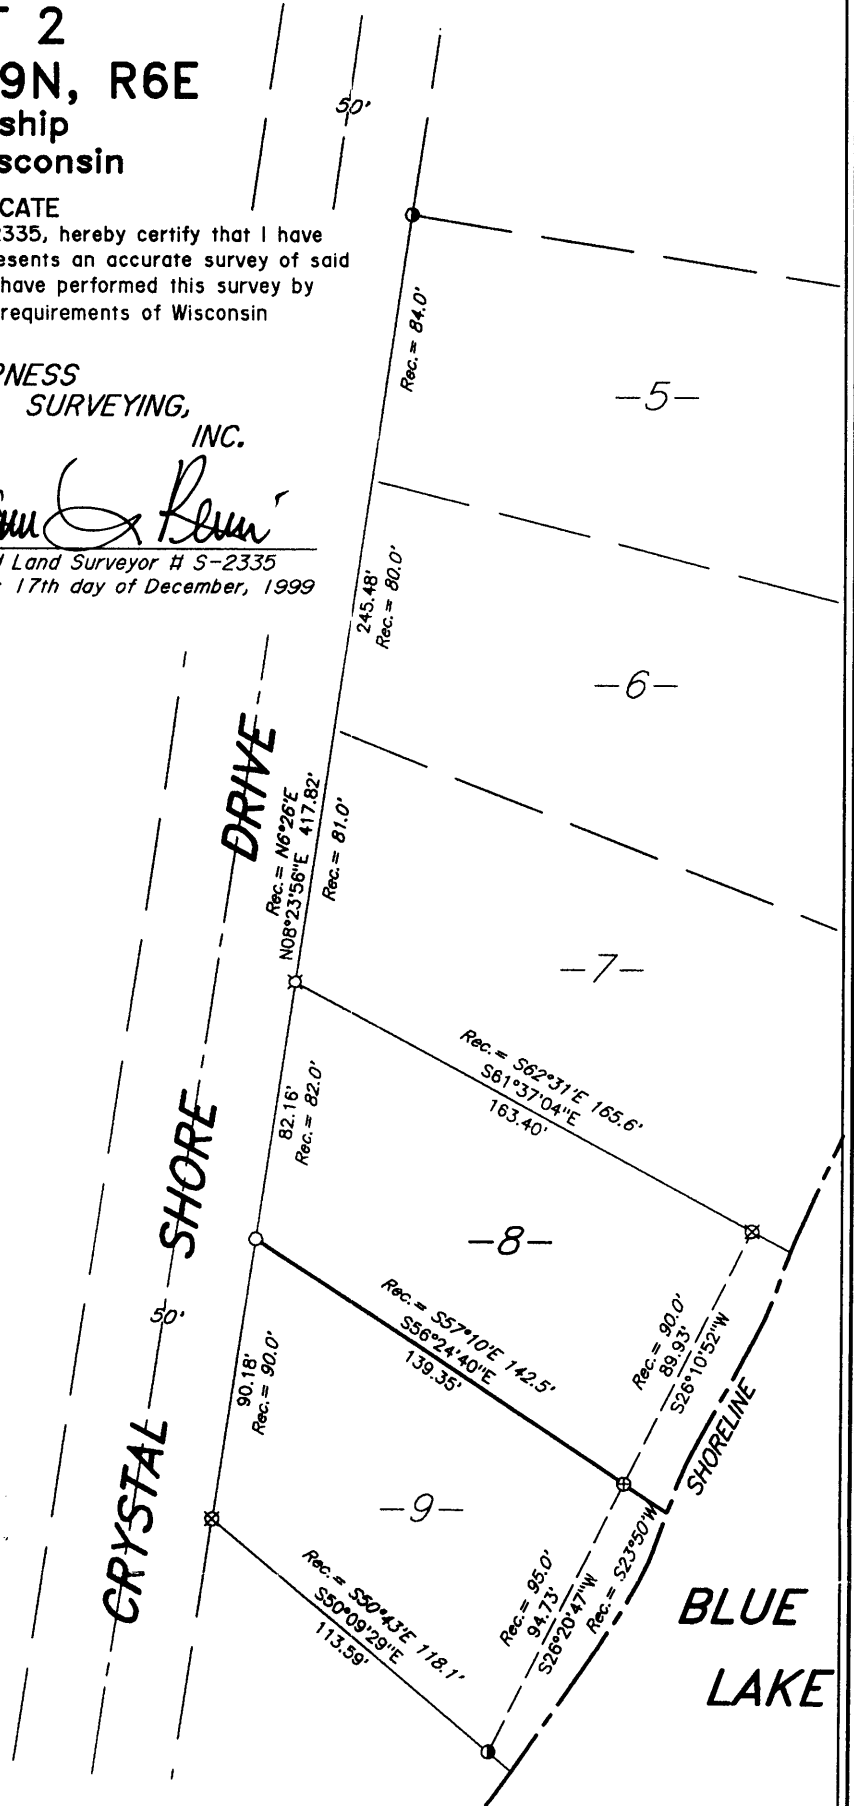 2
9N, R6E
ship
sconsin
CATE
2335, hereby certify that I have
esents an accurate survey of said
have performed this survey by
requirements of Wisconsin
NESS
SURVEYING,
INC.
Land Surveyor # S-2335
17th day of December, 1999
50'
Rec.= 84.0'
-5-
245.48'
Rec.= 80.0'
-6-
Rec.= N6°26'E
N08°23'56"E 417.82'
Rec.= 81.0'
-7-
Rec.= S62°31'E 165.6'
S61°37'04"E
163.40'
82.16'
Rec.= 82.0'
-8-
Rec.= S57°10'E 142.5'
S56°24'40"E
139.35'
Rec.= 90.0'
89.93'
S26°10'52"W
SHORELINE
50'
90.18'
Rec.= 90.0'
-9-
Rec.= S50°43'E 118.1'
S50°09'29"E
113.59'
Rec.= 95.0'
94.73'
S26°20'47"W
Rec.= S23°50'W
CRYSTAL SHORE DRIVE
BLUE
LAKE